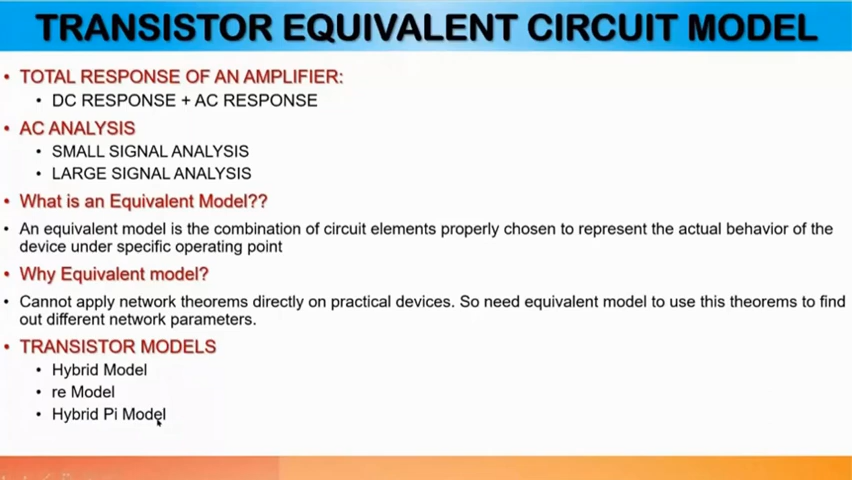 TRANSISTOR EQUIVALENT CIRCUIT MODEL
• TOTAL RESPONSE OF AN AMPLIFIER:
• DC RESPONSE + AC RESPONSE
• AC ANALYSIS
• SMALL SIGNAL ANALYSIS
• LARGE SIGNAL ANALYSIS
• What is an Equivalent Model??
• An equivalent model is the combination of circuit elements properly chosen to represent the actual behavior of the
device under specific operating point
• Why Equivalent model?
• Cannot apply network theorems directly on practical devices. So need equivalent model to use this theorems to find
out different network parameters.
• TRANSISTOR MODELS
• Hybrid Model
• re Model
• Hybrid Pi Model